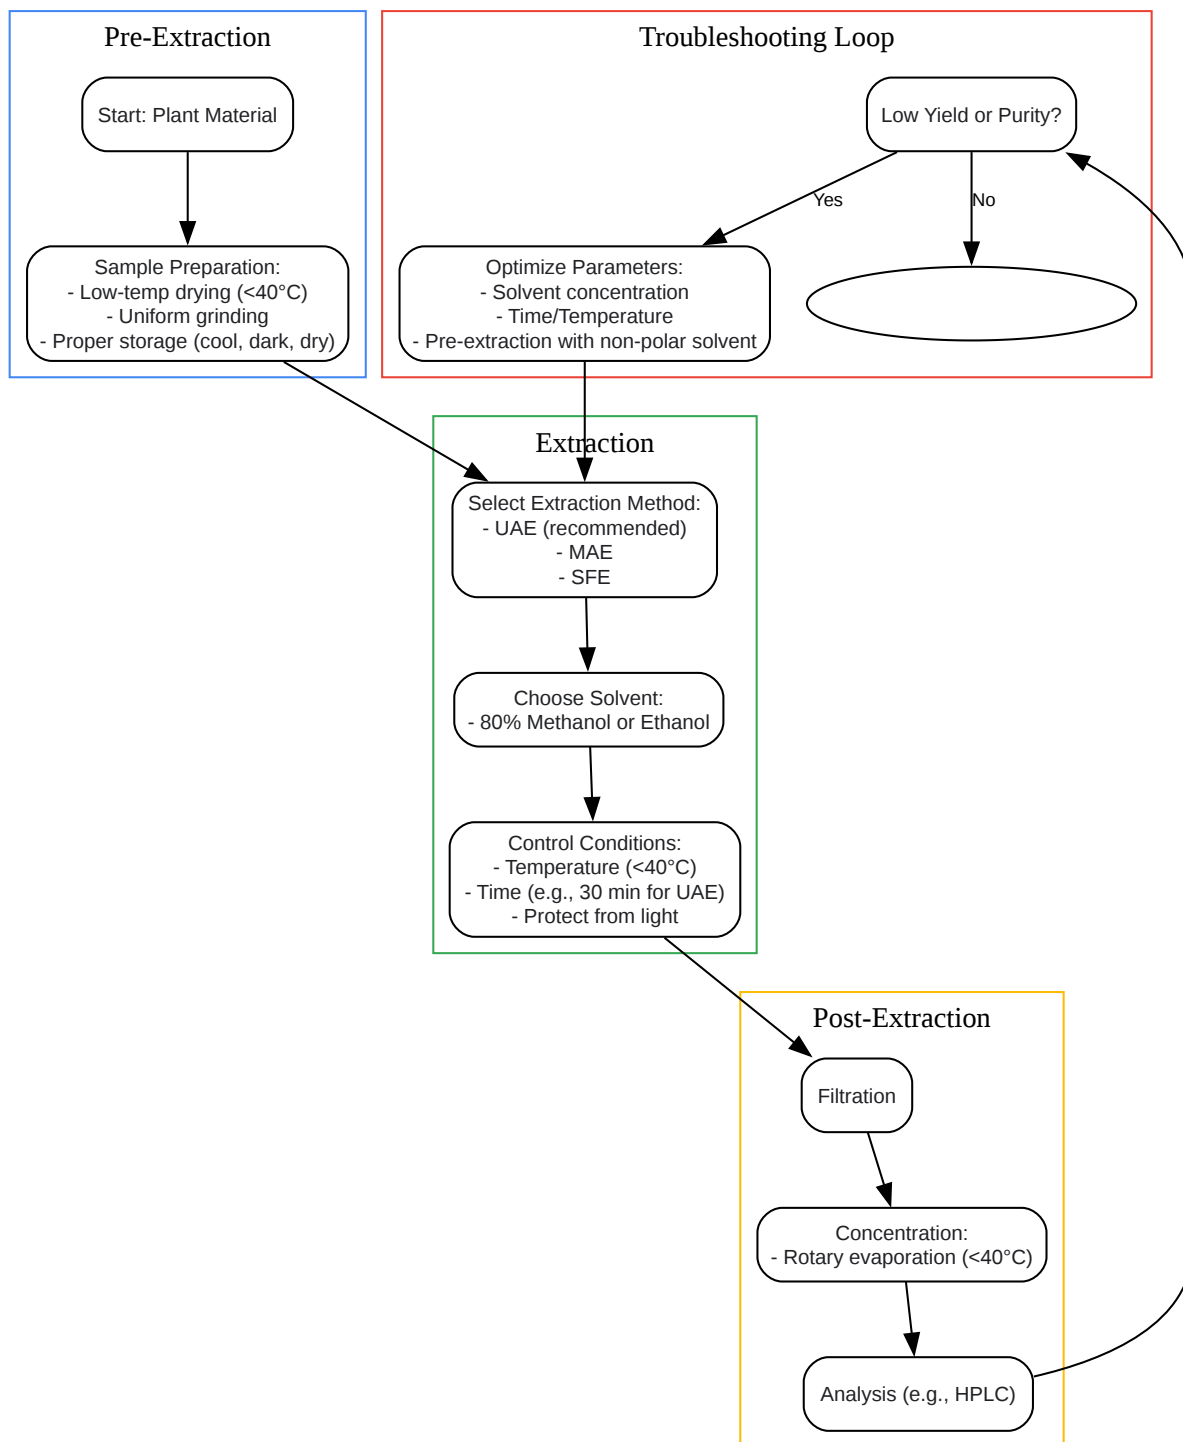 Pre-Extraction
Start: Plant Material
Sample Preparation:
- Low-temp drying (<40°C)
- Uniform grinding
- Proper storage (cool, dark, dry)
Troubleshooting Loop
Low Yield or Purity?
Yes
No
Optimize Parameters:
- Solvent concentration
- Time/Temperature
- Pre-extraction with non-polar solvent
Extraction
Select Extraction Method:
- UAE (recommended)
- MAE
- SFE
Choose Solvent:
- 80% Methanol or Ethanol
Control Conditions:
- Temperature (<40°C)
- Time (e.g., 30 min for UAE)
- Protect from light
Post-Extraction
Filtration
Concentration:
- Rotary evaporation (<40°C)
Analysis (e.g., HPLC)